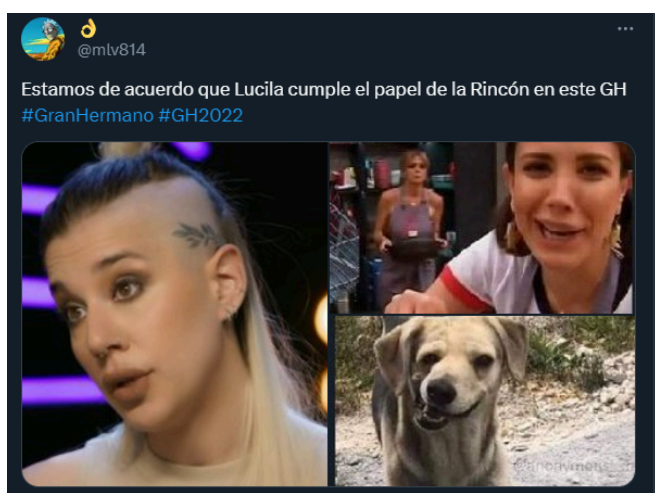 👌
@mlv814
Estamos de acuerdo que Lucila cumple el papel de la Rincón en este GH
#GranHermano #GH2022